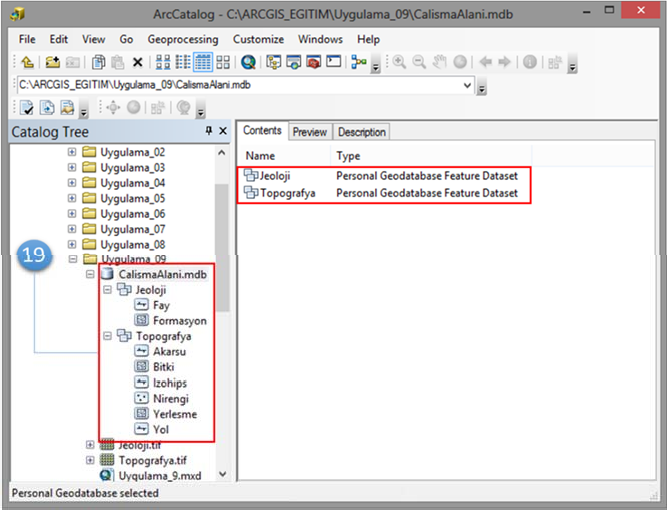 ArcCatalog - C:\ARCGIS_EGITIM\Uygulama_09\CalismaAlani.mdb
File Edit View Go Geoprocessing Customize Windows Help
C:\ARCGIS_EGITIM\Uygulama_09\CalismaAlani.mdb
Catalog Tree
Uygulama_02
Uygulama_03
Uygulama_04
Uygulama_05
Uygulama_06
Uygulama_07
Uygulama_08
Uygulama_09
19
CalismaAlani.mdb
Jeoloji
Fay
Formasyon
Topografya
Akarsu
Bitki
Izohips
Nirengi
Yerlesme
Yol
Jeoloji.tif
Topografya.tif
Uygulama_9.mxd
Contents Preview Description
Name Type
Jeoloji Personal Geodatabase Feature Dataset
Topografya Personal Geodatabase Feature Dataset
Personal Geodatabase selected